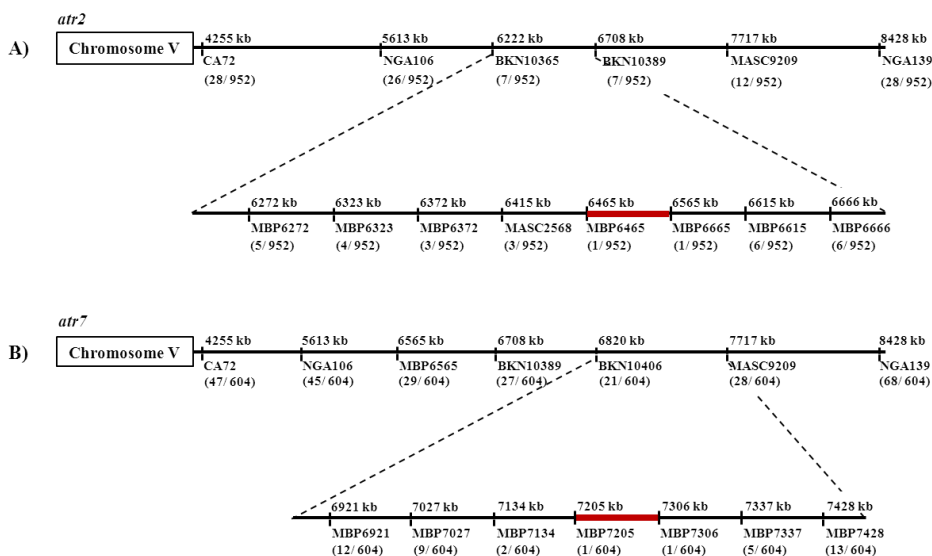 atr2
A)
Chromosome V
4255 kb 5613 kb 6222 kb 6708 kb 7717 kb 8428 kb
CA72 NGA106 BKN10365 BKN10389 MASC9209 NGA139
(28/ 952) (26/ 952) (7/ 952) (7/ 952) (12/ 952) (28/ 952)
6272 kb 6323 kb 6372 kb 6415 kb 6465 kb 6565 kb 6615 kb 6666 kb
MBP6272 MBP6323 MBP6372 MASC2568 MBP6465 MBP6665 MBP6615 MBP6666
(5/ 952) (4/ 952) (3/ 952) (3/ 952) (1/ 952) (1/ 952) (6/ 952) (6/ 952)
atr7
B)
Chromosome V
4255 kb 5613 kb 6565 kb 6708 kb 6820 kb 7717 kb 8428 kb
CA72 NGA106 MBP6565 BKN10389 BKN10406 MASC9209 NGA139
(47/ 604) (45/ 604) (29/ 604) (27/ 604) (21/ 604) (28/ 604) (68/ 604)
6921 kb 7027 kb 7134 kb 7205 kb 7306 kb 7337 kb 7428 kb
MBP6921 MBP7027 MBP7134 MBP7205 MBP7306 MBP7337 MBP7428
(12/ 604) (9/ 604) (2/ 604) (1/ 604) (1/ 604) (5/ 604) (13/ 604)